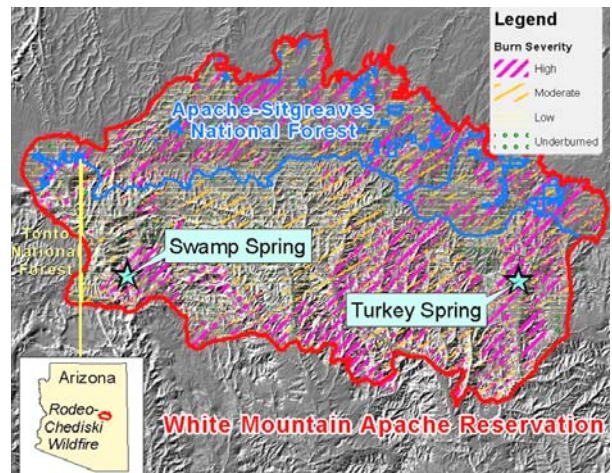 Legend
Burn Severity
High
Moderate
Low
Underburned
Apache-Sitgreaves
National Forest
Tonto
National
Forest
Swamp Spring
Turkey Spring
Arizona
Rodeo-
Chediski
Wildfire
White Mountain Apache Reservation